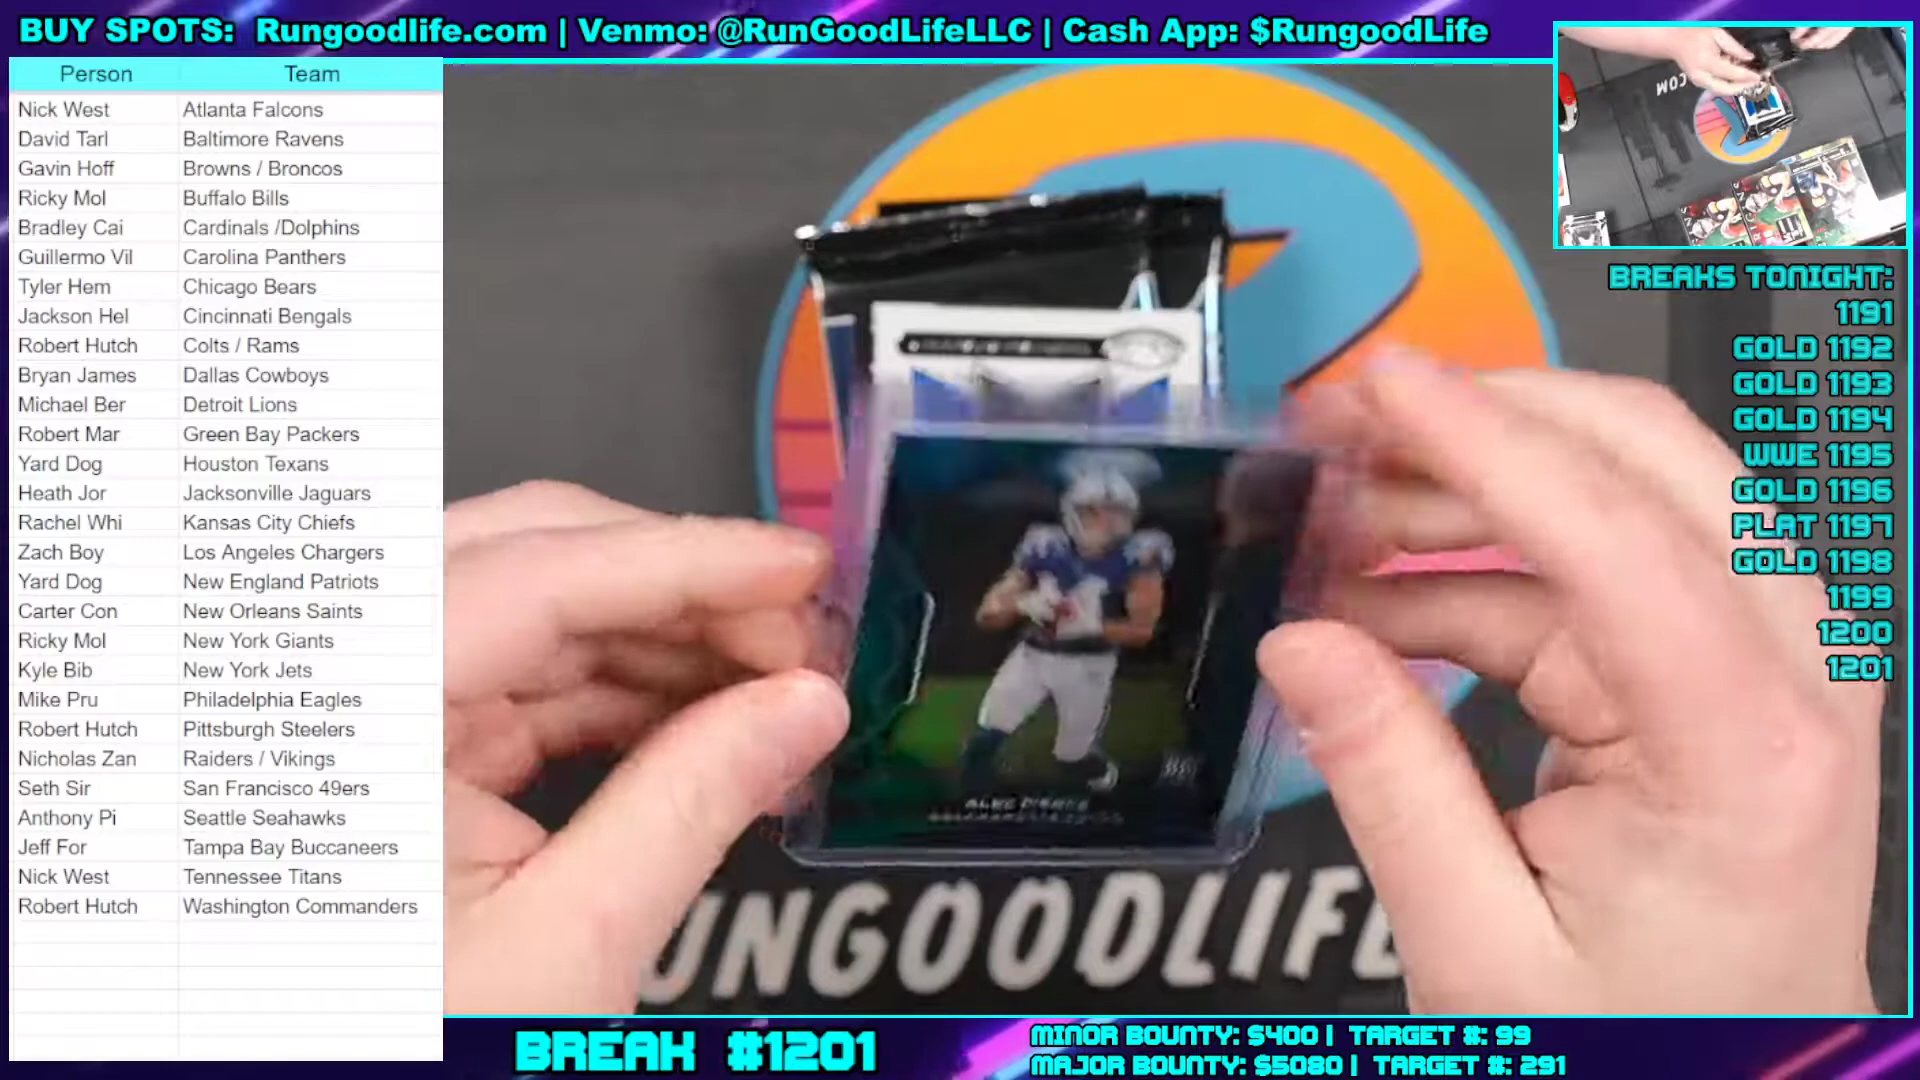 BUY SPOTS: Rungoodlife.com | Venmo: @RunGoodLifeLLC | Cash App: $RungoodLife
Person Team
Nick West Atlanta Falcons
David Tarl Baltimore Ravens
Gavin Hoff Browns / Broncos
Ricky Mol Buffalo Bills
Bradley Cai Cardinals /Dolphins
Guillermo Vil Carolina Panthers
Tyler Hem Chicago Bears
Jackson Hel Cincinnati Bengals
Robert Hutch Colts / Rams
Bryan James Dallas Cowboys
Michael Ber Detroit Lions
Robert Mar Green Bay Packers
Yard Dog Houston Texans
Heath Jor Jacksonville Jaguars
Rachel Whi Kansas City Chiefs
Zach Boy Los Angeles Chargers
Yard Dog New England Patriots
Carter Con New Orleans Saints
Ricky Mol New York Giants
Kyle Bib New York Jets
Mike Pru Philadelphia Eagles
Robert Hutch Pittsburgh Steelers
Nicholas Zan Raiders / Vikings
Seth Sir San Francisco 49ers
Anthony Pi Seattle Seahawks
Jeff For Tampa Bay Buccaneers
Nick West Tennessee Titans
Robert Hutch Washington Commanders
ALEC PIERCE
UNGOODLIFE
.COM
BREAKS TONIGHT:
1191
GOLD 1192
GOLD 1193
GOLD 1194
WWE 1195
GOLD 1196
PLAT 1197
GOLD 1198
1199
1200
1201
BREAK #1201
MINOR BOUNTY: $400 | TARGET #: 99
MAJOR BOUNTY: $5080 | TARGET #: 291